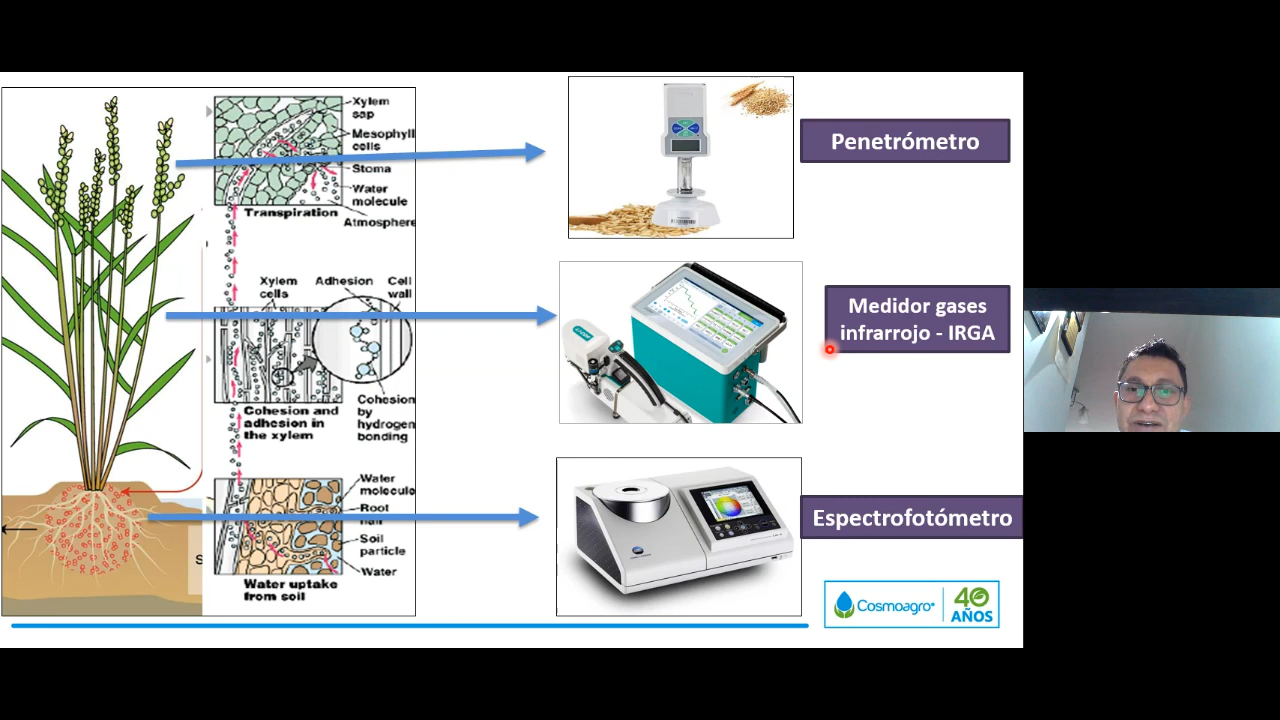 Xylem
sap
Mesophyll
cells
Stoma
Water
molecule
Transpiration
Atmosphere
Xylem
cells
Adhesion
Cell
wall
Cohesion and
adhesion in
the xylem
Cohesion
by
hydrogen
bonding
Water
molecule
Root
Soil
particle
Water
Water uptake
from soil
S
Penetrómetro
Medidor gases
infrarrojo - IRGA
Espectrofotómetro
Cosmoagro
40
AÑOS